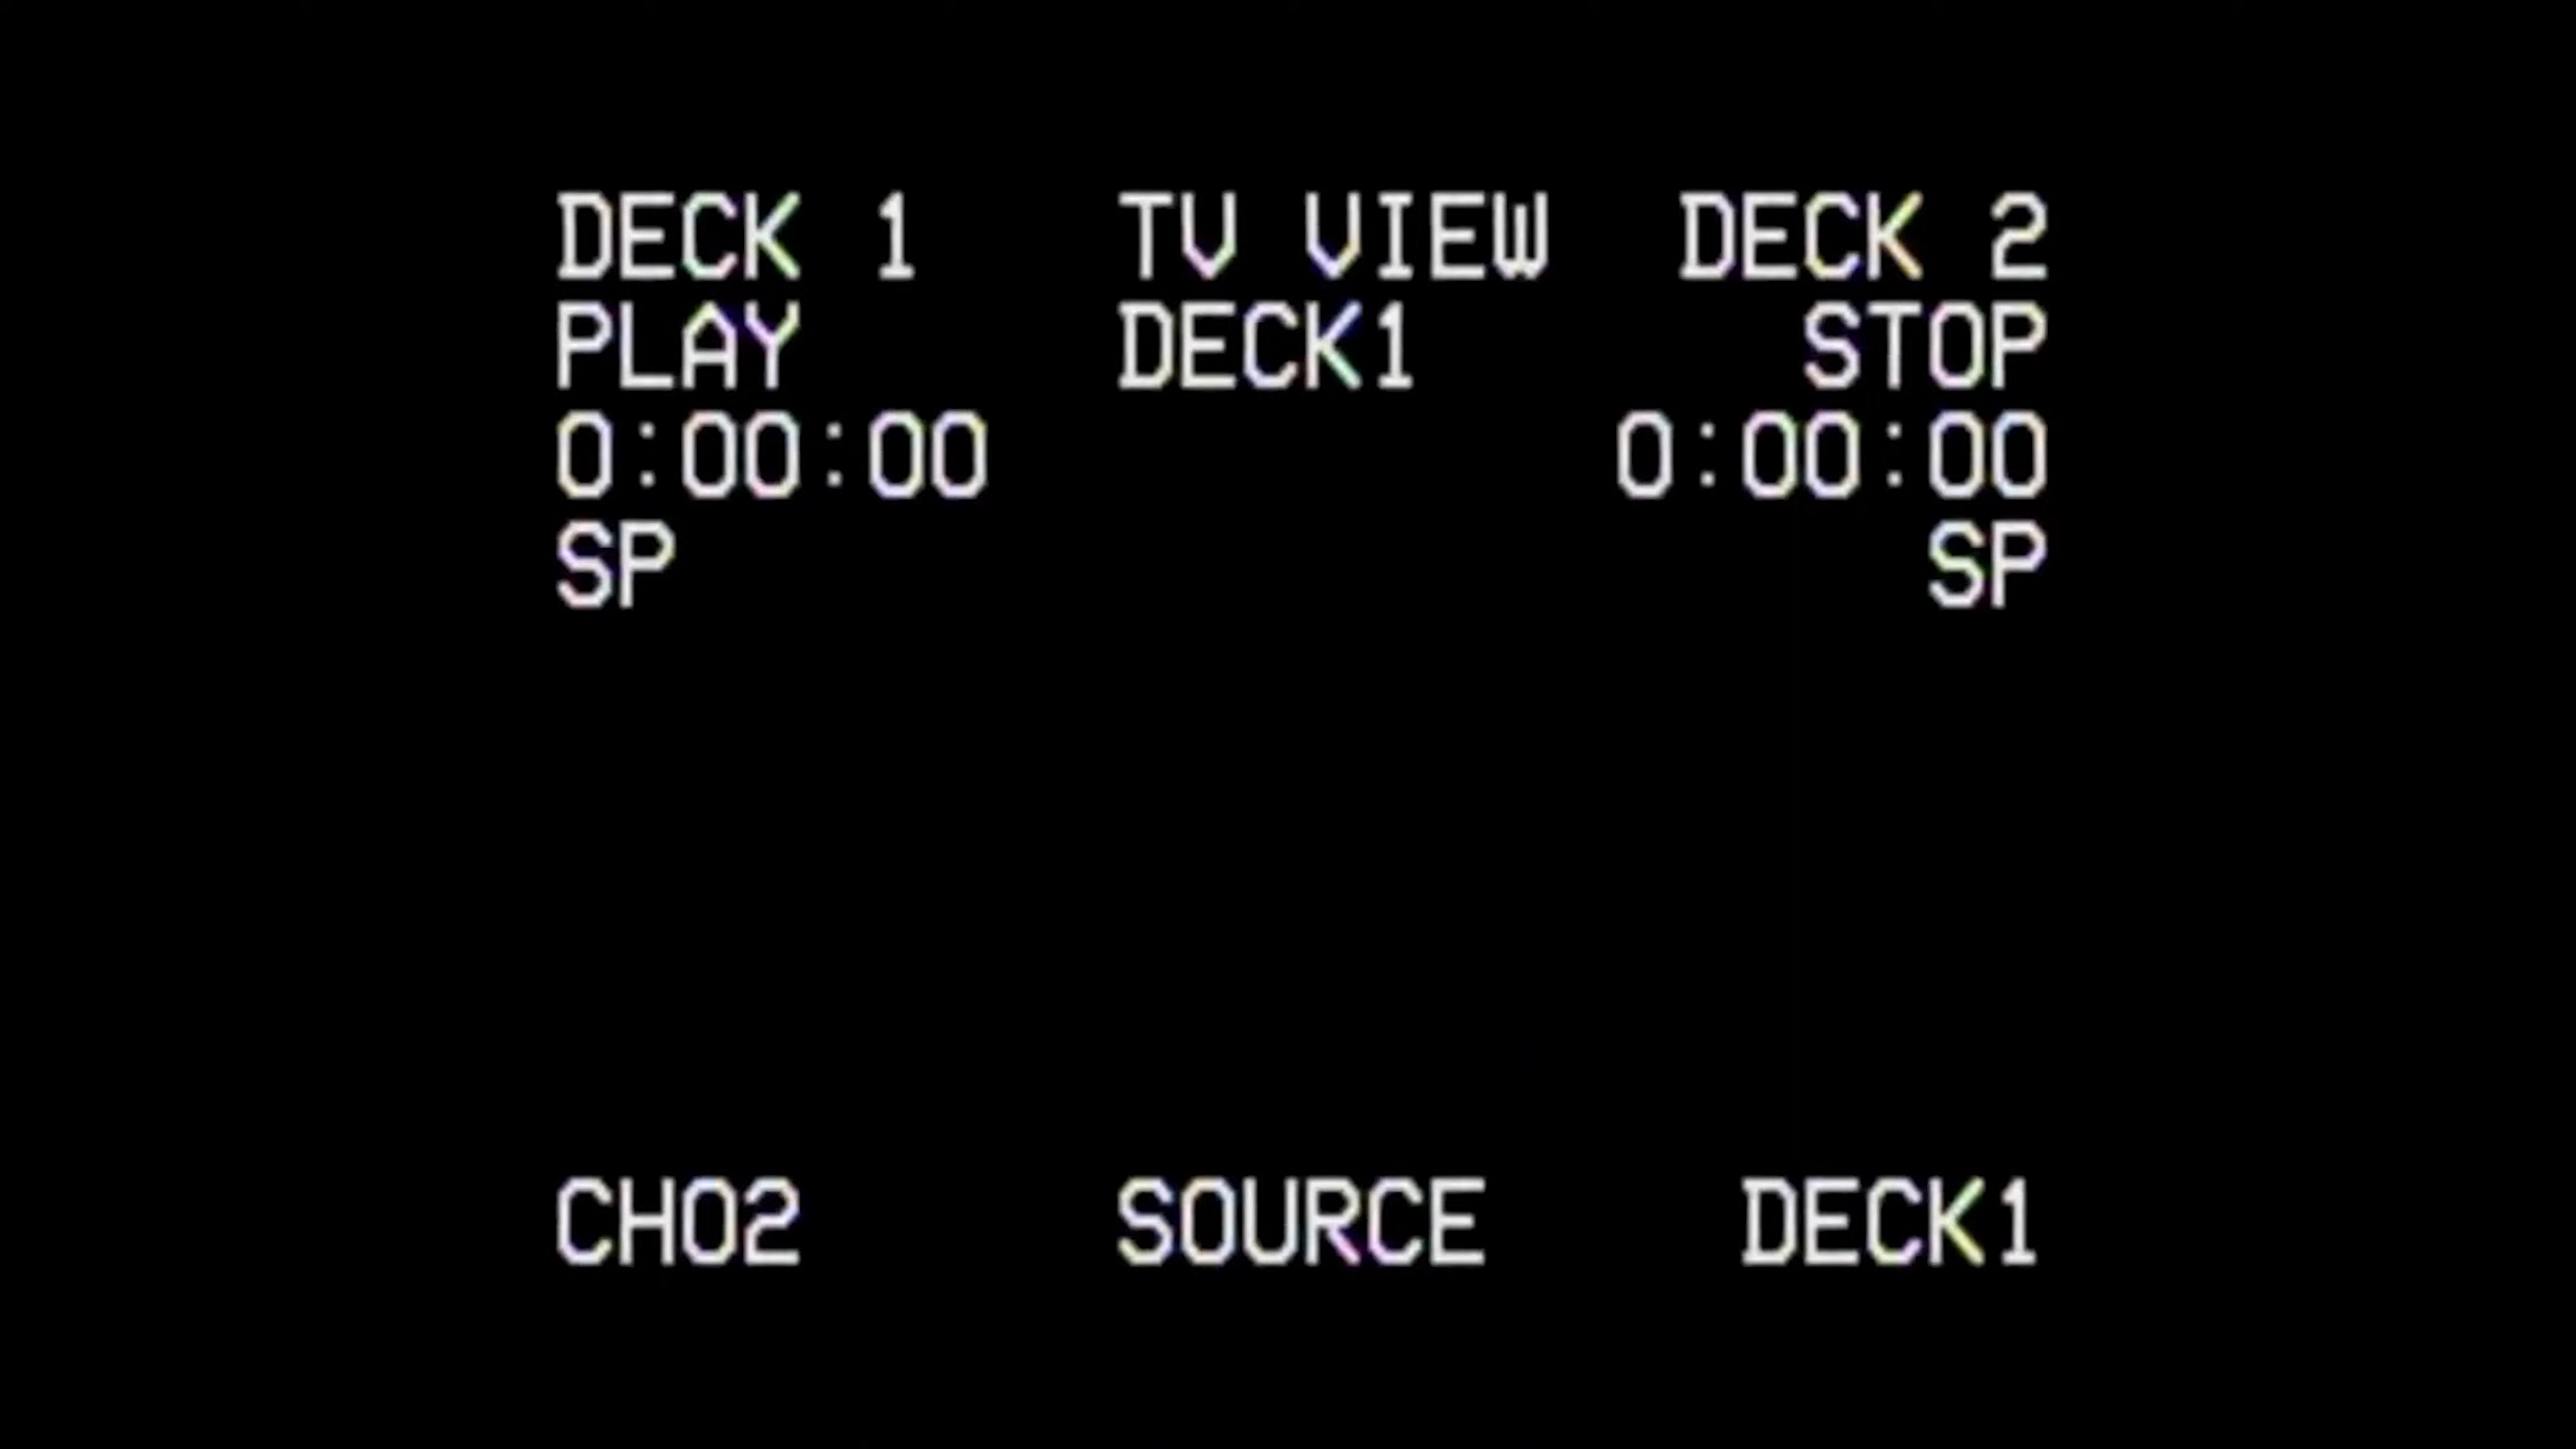 DECK 1 TV VIEW DECK 2
PLAY DECK1 STOP
0:00:00 0:00:00
SP SP
CH02 SOURCE DECK1